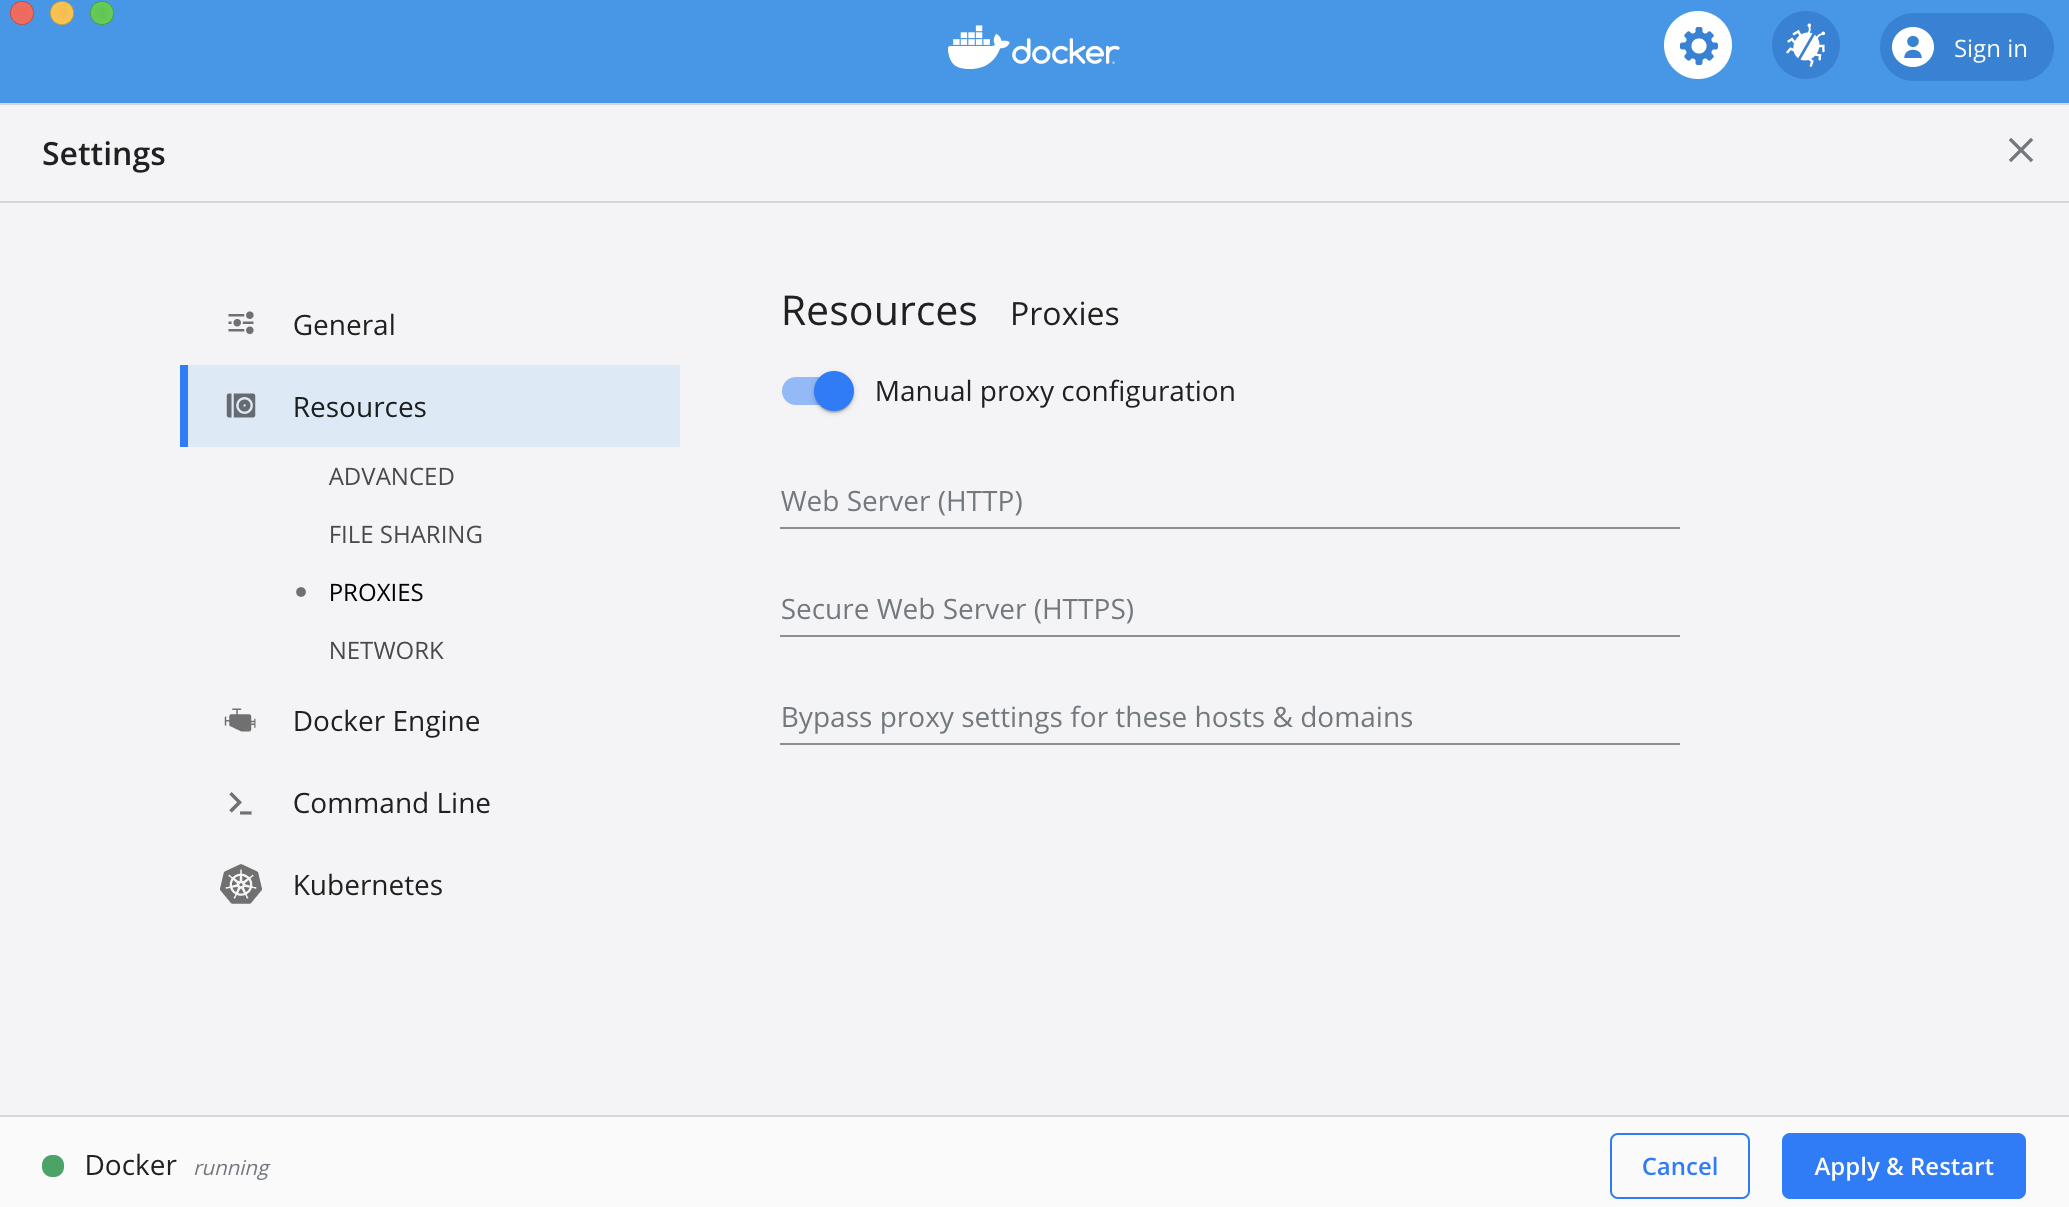 docker
Sign in
Settings
General
Resources
ADVANCED
FILE SHARING
PROXIES
NETWORK
Docker Engine
Command Line
Kubernetes
Resources Proxies
Manual proxy configuration
Web Server (HTTP)
Secure Web Server (HTTPS)
Bypass proxy settings for these hosts & domains
Docker running
Cancel
Apply & Restart